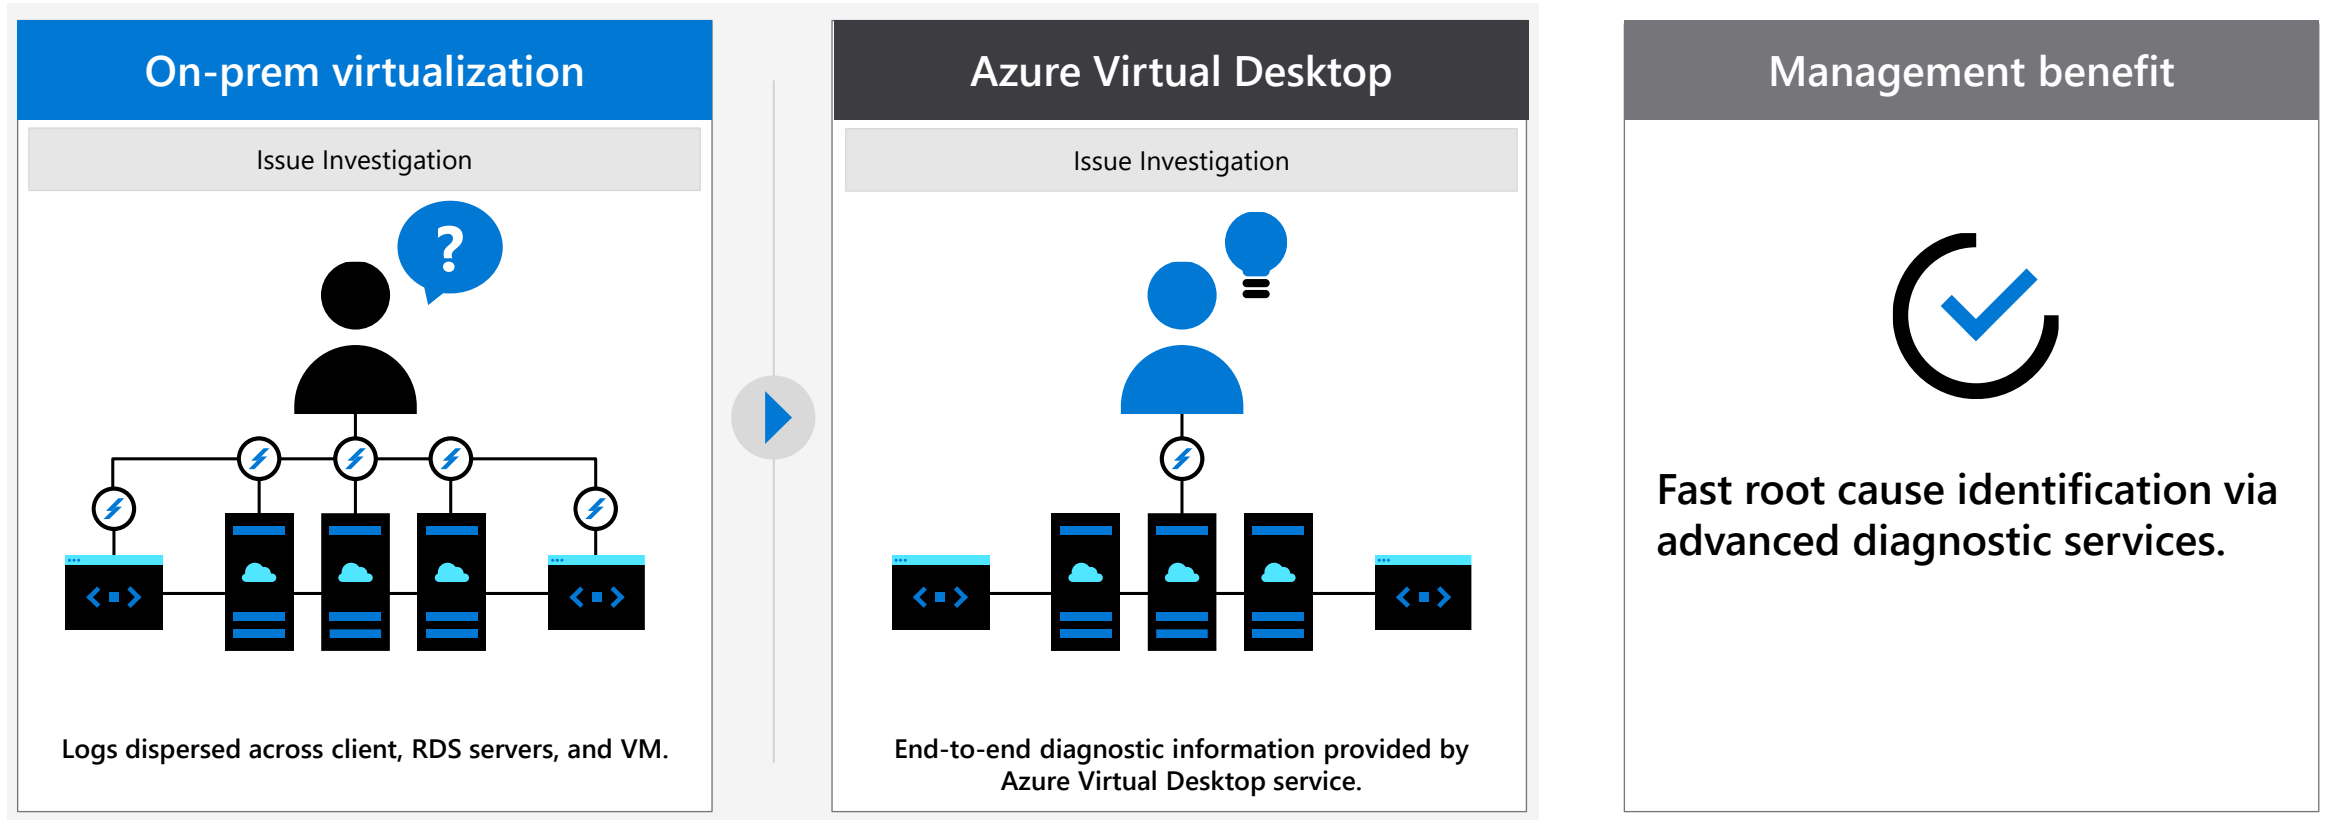 On-prem virtualization
Issue Investigation
?
Logs dispersed across client, RDS servers, and VM.
Azure Virtual Desktop
Issue Investigation
End-to-end diagnostic information provided by
Azure Virtual Desktop service.
Management benefit
Fast root cause identification via
advanced diagnostic services.